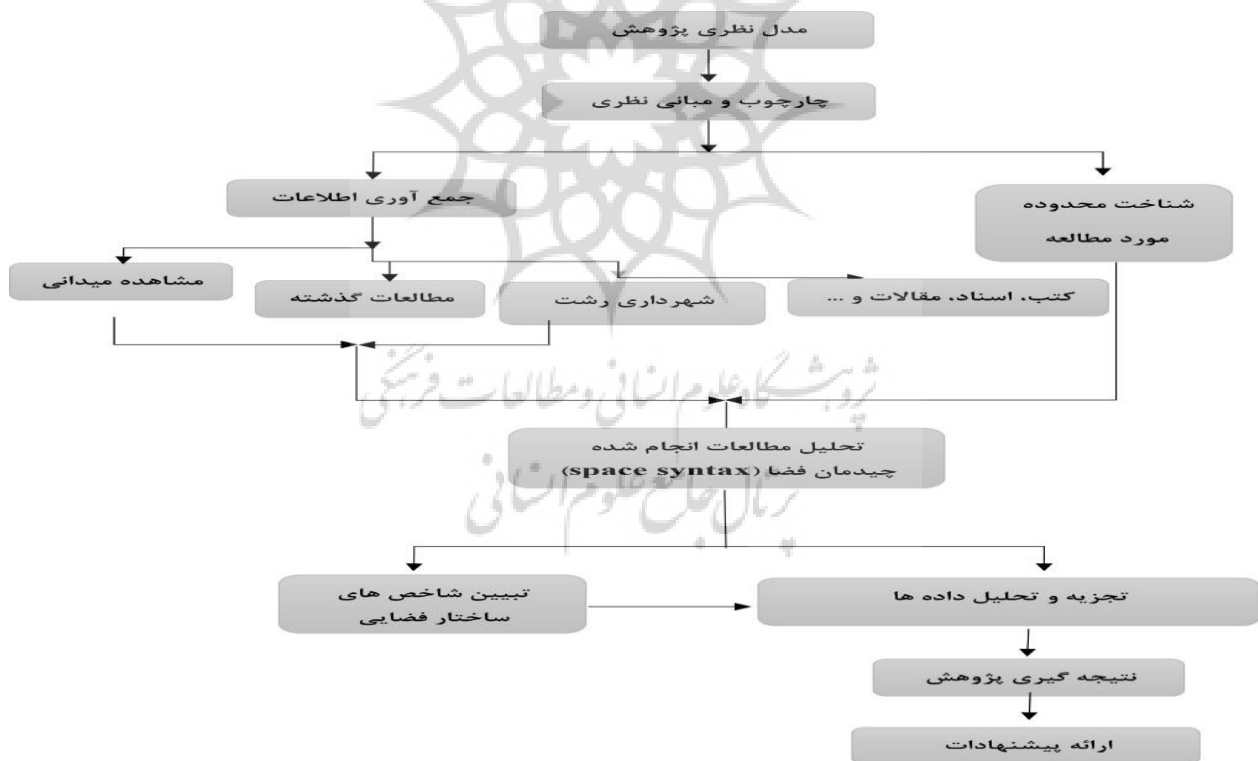 مدل نظری پژوهش
چارچوب و مبانی نظری
شناخت محدوده
مورد مطالعه
جمع آوری اطلاعات
کتب، اسناد، مقالات و ...
شهرداری رشت
مطالعات گذشته
مشاهده میدانی
پژوهشگاه علوم انسانی و مطالعات فرهنگی
تحلیل مطالعات انجام شده
چیدمان فضا (space syntax)
پرتال جامع علوم انسانی
تجزیه و تحلیل داده ها
تبیین شاخص های
ساختار فضایی
نتیجه گیری پژوهش
ارائه پیشنهادات